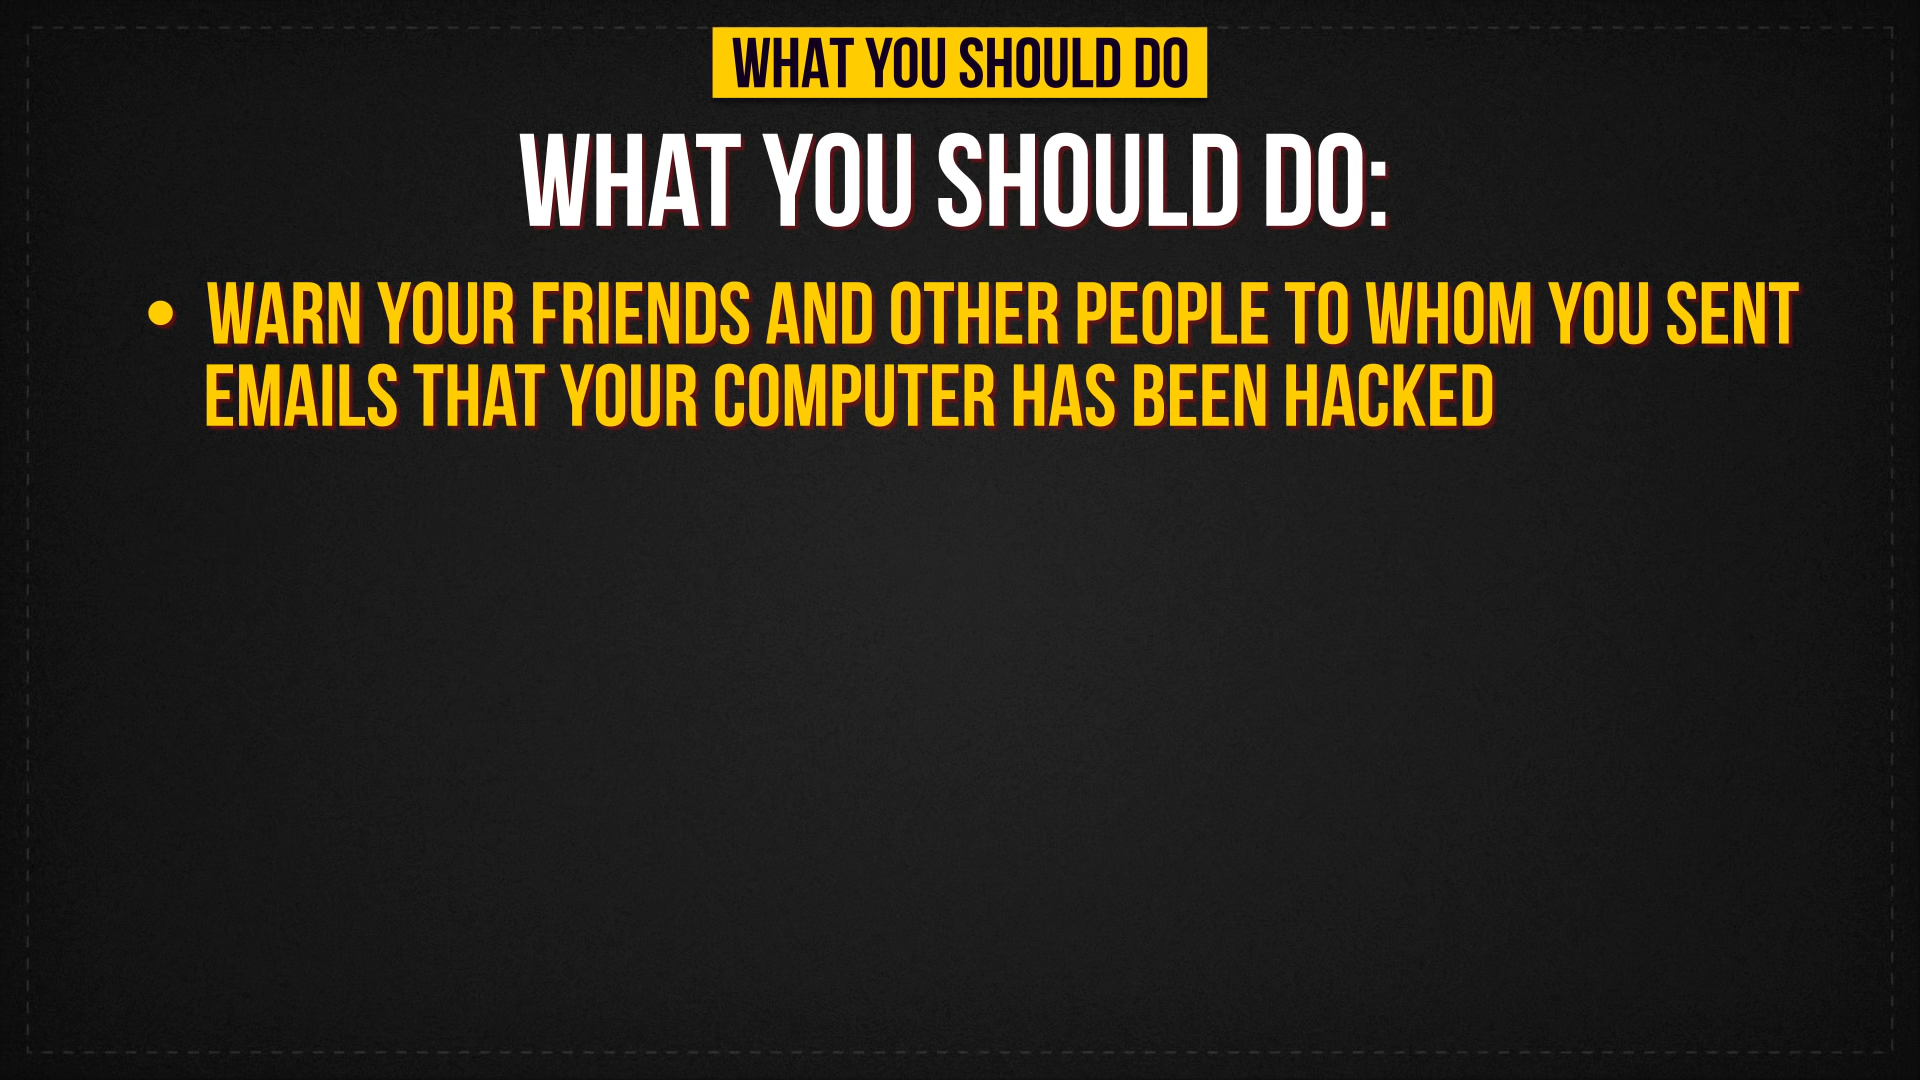 WHAT YOU SHOULD DO
WHAT YOU SHOULD DO:
• WARN YOUR FRIENDS AND OTHER PEOPLE TO WHOM YOU SENT
EMAILS THAT YOUR COMPUTER HAS BEEN HACKED